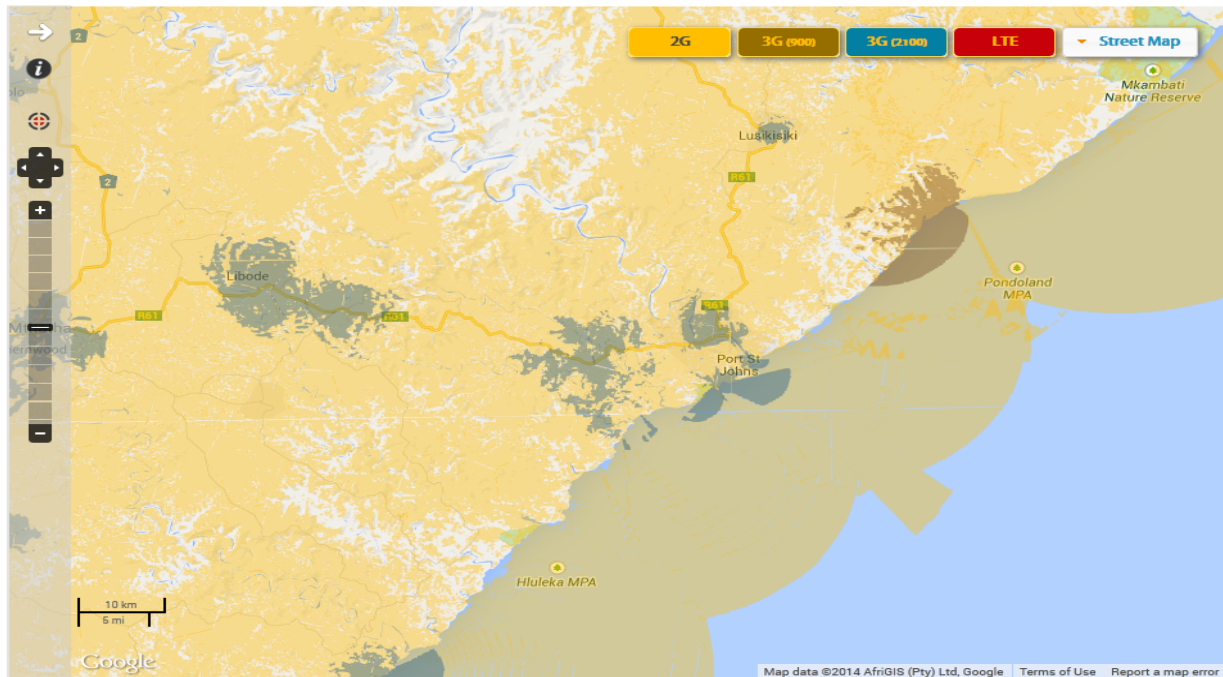 2
2G
3G (900)
3G (2100)
LTE
Street Map
Mkambati
Nature Reserve
Lusikisiki
R61
2
Libode
Pondoland
MPA
R61
R61
R61
Port St
Johns
Hluleka MPA
10 km
5 mi
Google
Map data ©2014 AfriGIS (Pty) Ltd, Google
Terms of Use
Report a map error